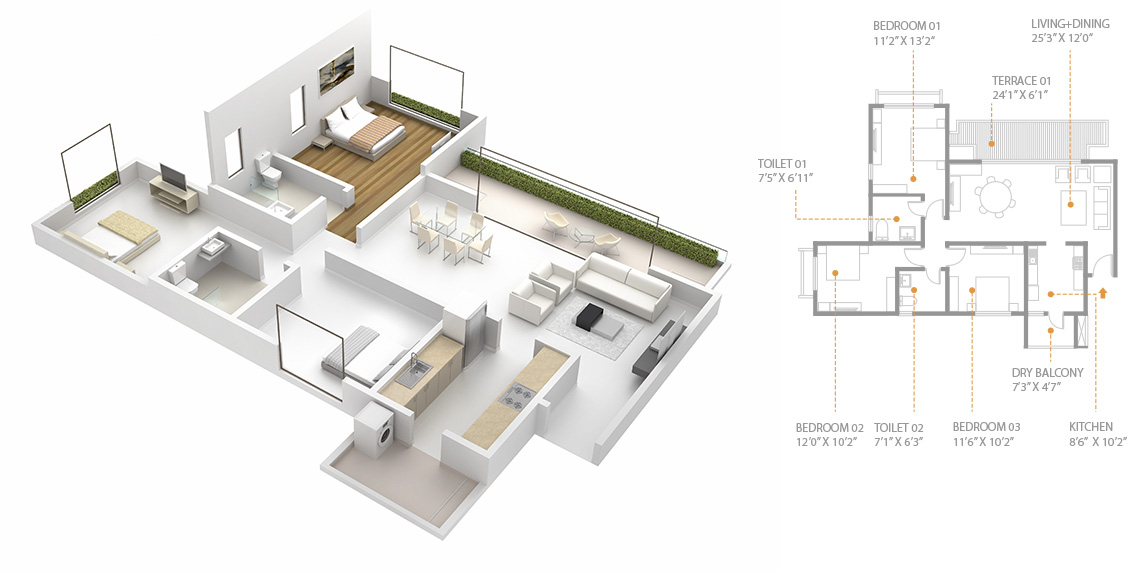 BEDROOM 01
11'2" X 13'2"
LIVING+DINING
25'3" X 12'0"
TERRACE 01
24'1" X 6'1"
TOILET 01
7'5" X 6'11"
DRY BALCONY
7'3" X 4'7"
BEDROOM 02
12'0" X 10'2"
TOILET 02
7'1" X 6'3"
BEDROOM 03
11'6" X 10'2"
KITCHEN
8'6" X 10'2"